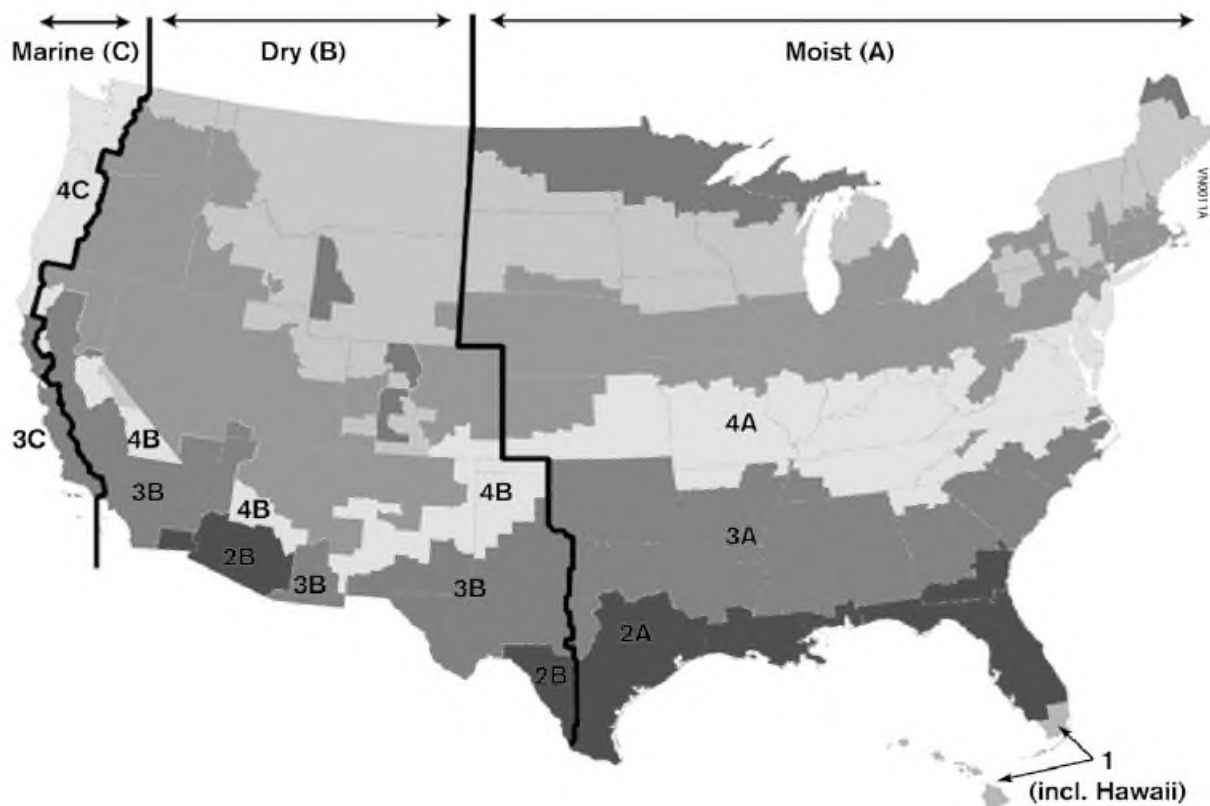 Marine (C)
Dry (B)
Moist (A)
VN0011A
4C
3C
4B
4A
3B
4B
4B
3A
2B
3B
3B
2A
2B
1
(incl. Hawaii)